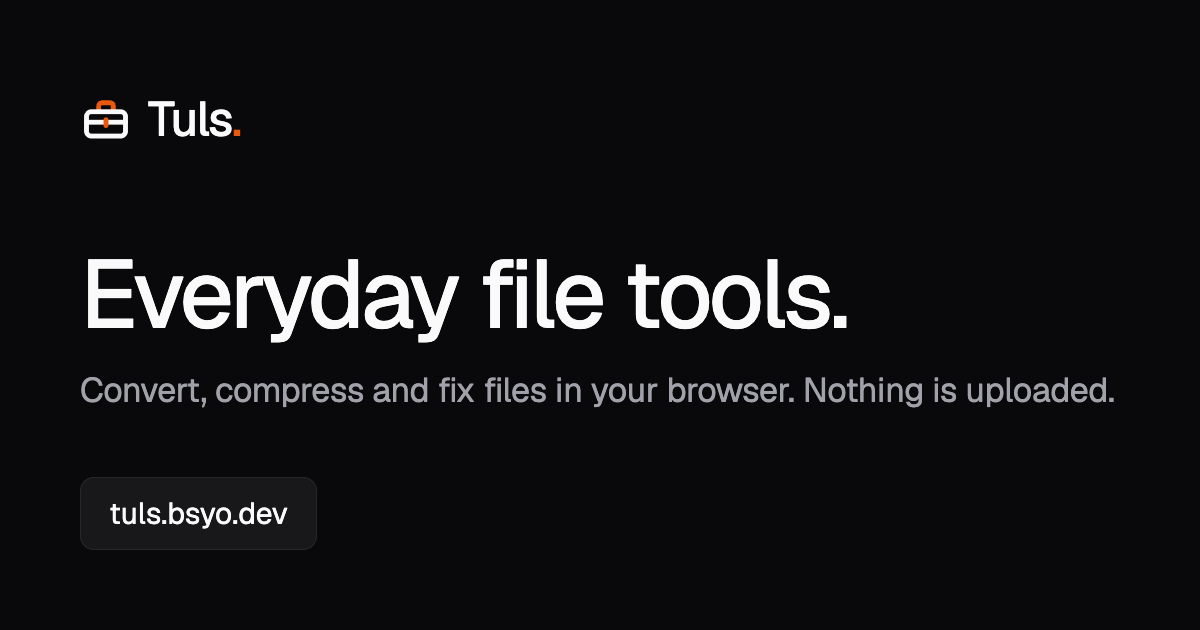 Tuls.
Everyday file tools.
Convert, compress and fix files in your browser. Nothing is uploaded.
tuls.bsyo.dev